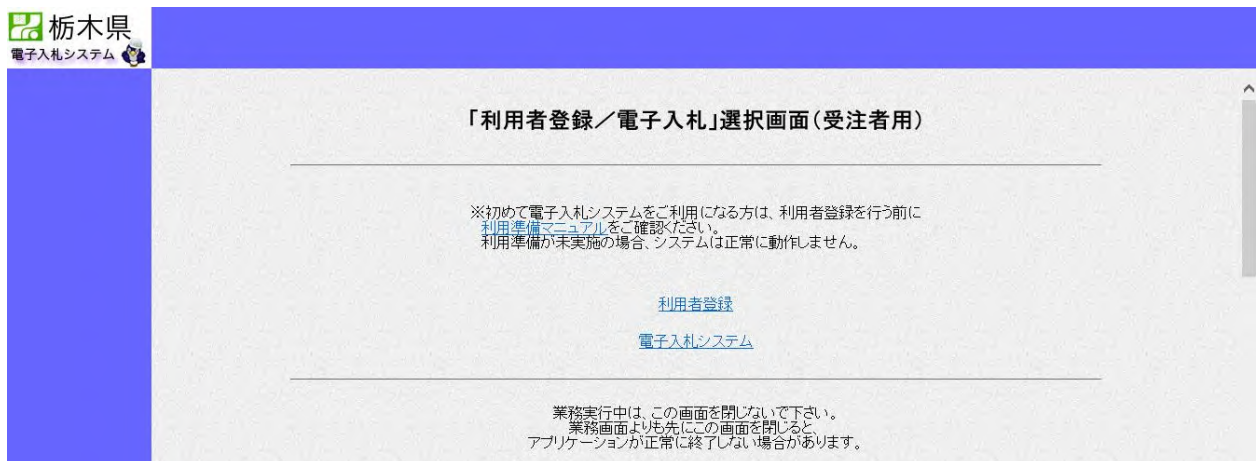 栃木県
電子入札システム
「利用者登録／電子入札」選択画面（受注者用）
※初めて電子入札システムをご利用になる方は、利用者登録を行う前に
利用準備マニュアルをご確認ください。
利用準備が未実施の場合、システムは正常に動作しません。
利用者登録
電子入札システム
業務実行中は、この画面を閉じないで下さい。
業務画面よりも先にこの画面を閉じると、
アプリケーションが正常に終了しない場合があります。